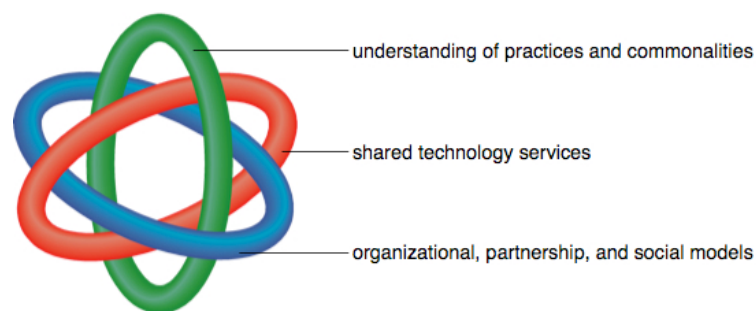 understanding of practices and commonalities
shared technology services
organizational, partnership, and social models